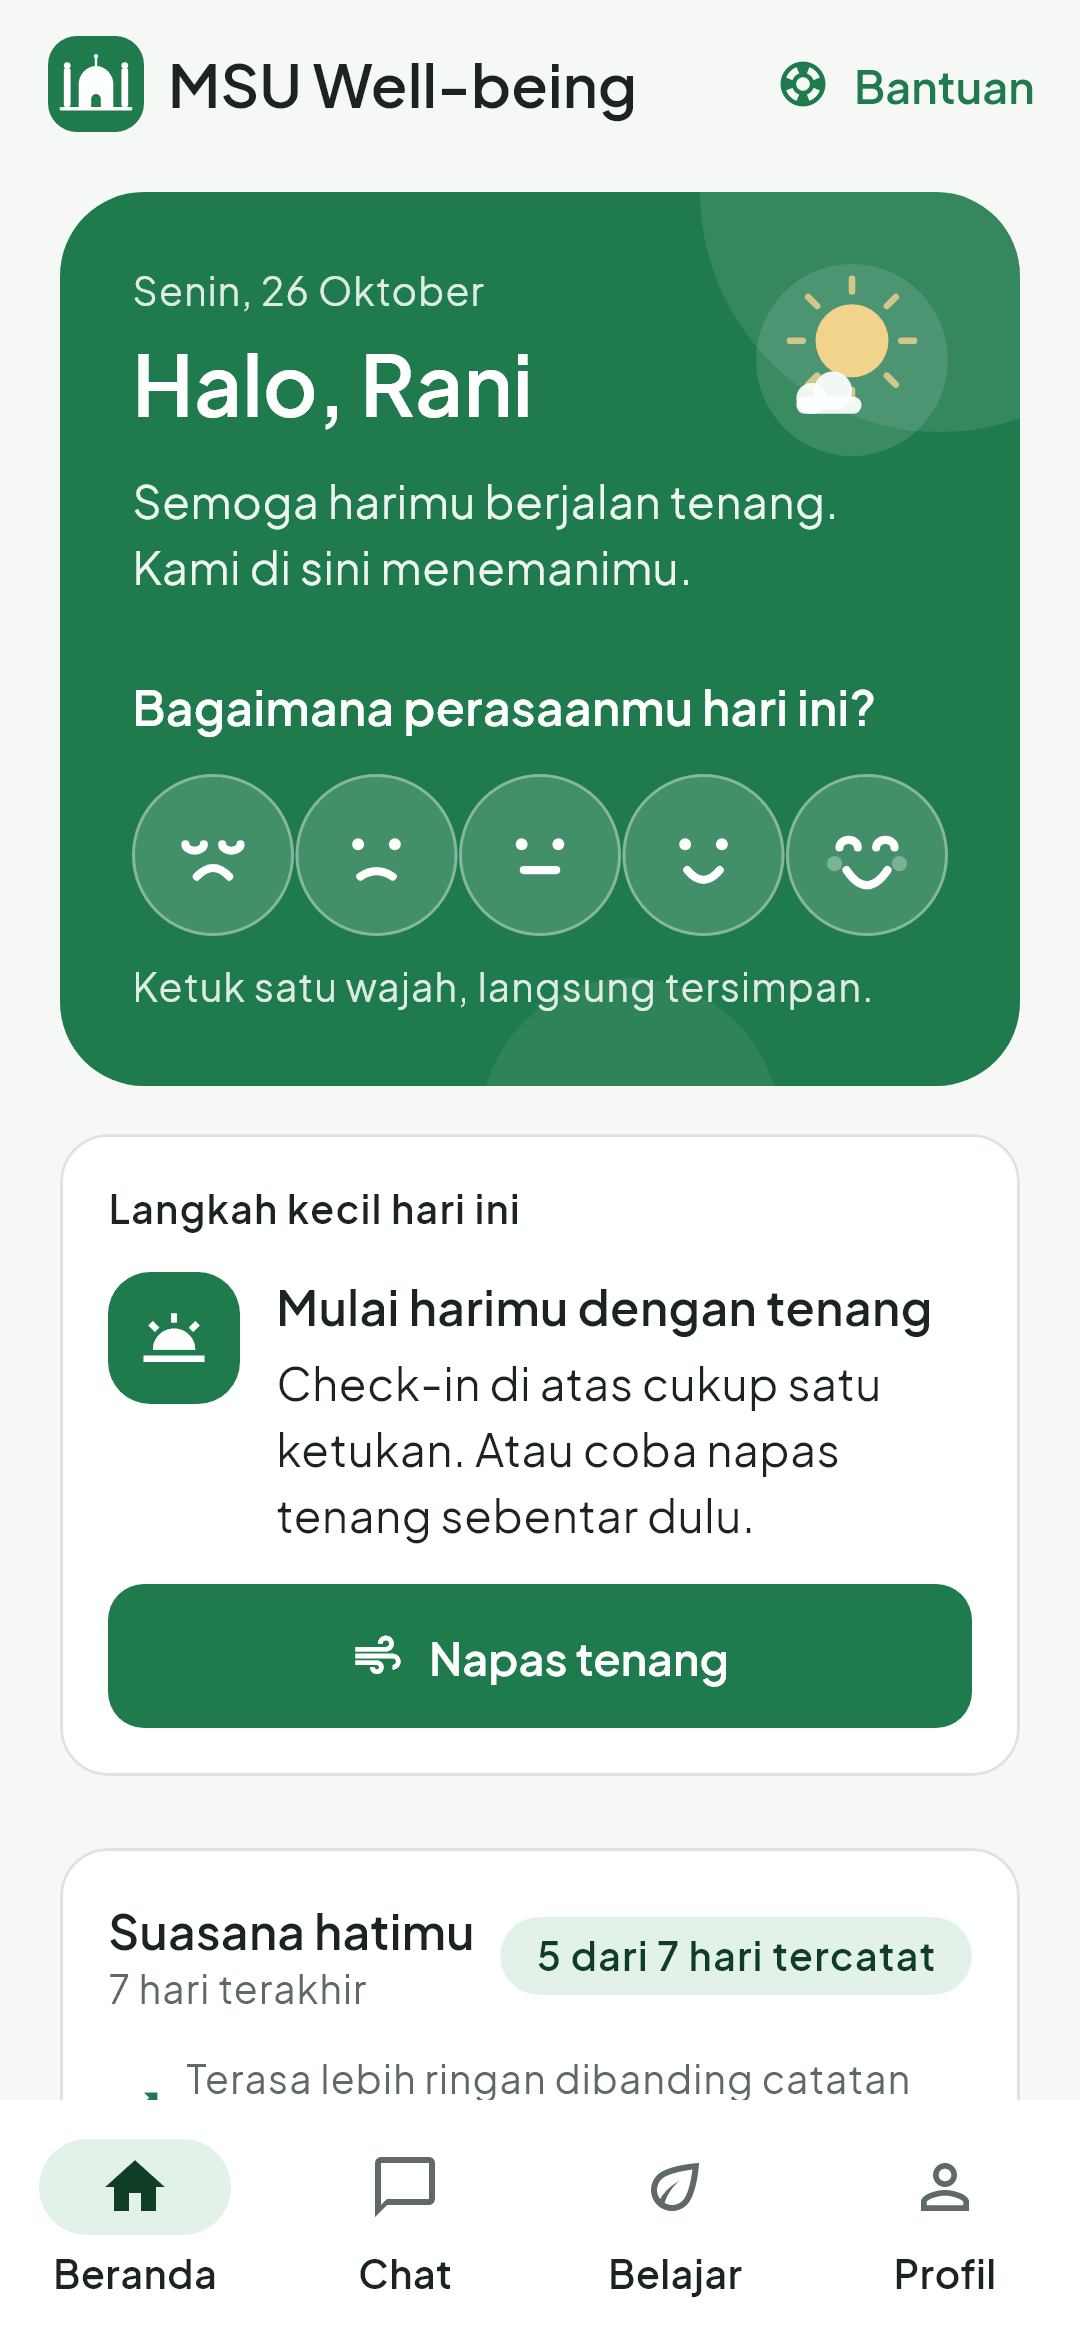 MSU Well-being
Bantuan
Senin, 26 Oktober
Halo, Rani
Semoga harimu berjalan tenang.
Kami di sini menemanimu.
Bagaimana perasaanmu hari ini?
Ketuk satu wajah, langsung tersimpan.
Langkah kecil hari ini
Mulai harimu dengan tenang
Check-in di atas cukup satu
ketukan. Atau coba napas
tenang sebentar dulu.
Napas tenang
Suasana hatimu
7 hari terakhir
5 dari 7 hari tercatat
Terasa lebih ringan dibanding catatan
Beranda
Chat
Belajar
Profil